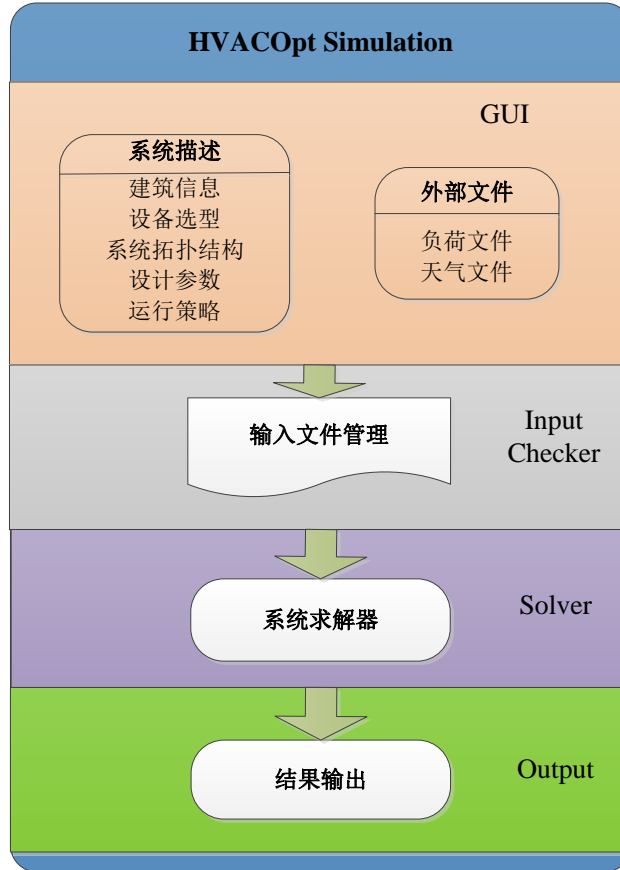 HVACOpt Simulation
GUI
系统描述
建筑信息
设备选型
系统拓扑结构
设计参数
运行策略
外部文件
负荷文件
天气文件
输入文件管理
Input
Checker
系统求解器
Solver
结果输出
Output